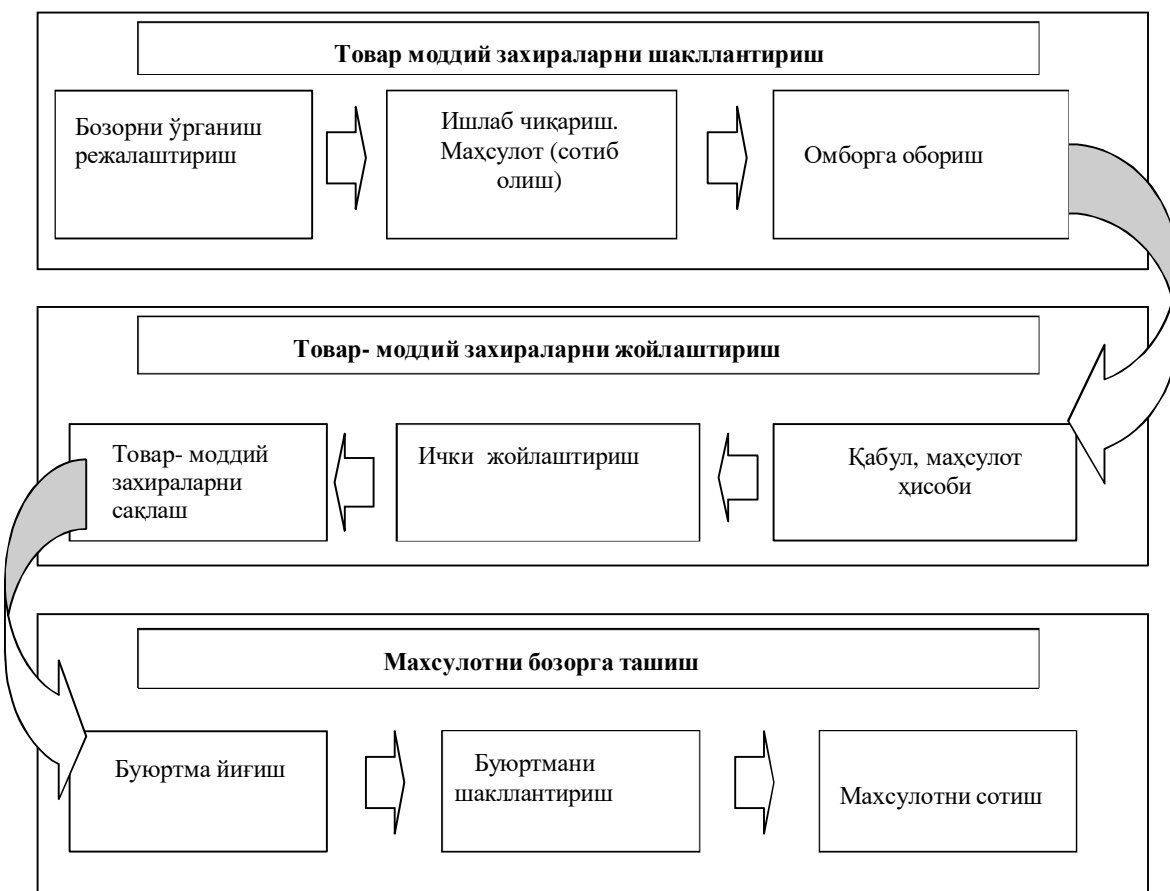 Товар моддий захираларни шакллантириш
Бозорни ўрганиш
режалаштириш
Ишлаб чиқариш.
Маҳсулот (сотиб
олиш)
Омборга обориш
Товар- моддий захираларни жойлаштириш
Товар- моддий
захираларни
сақлаш
Ички жойлаштириш
Қабул, маҳсулот
ҳисоби
Махсулотни бозорга ташиш
Буюртма йиғиш
Буюртмани
шакллантириш
Махсулотни сотиш